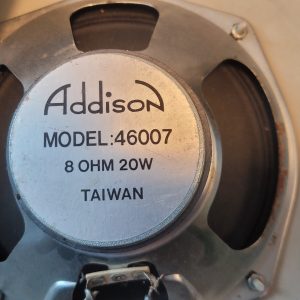 Addison
MODEL:46007
8 OHM 20W
TAIWAN